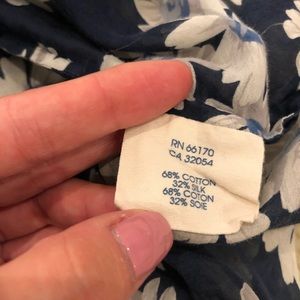 RN 66170
CA 32054
68% COTTON
32% SILK
68% COTON
32% SOIE